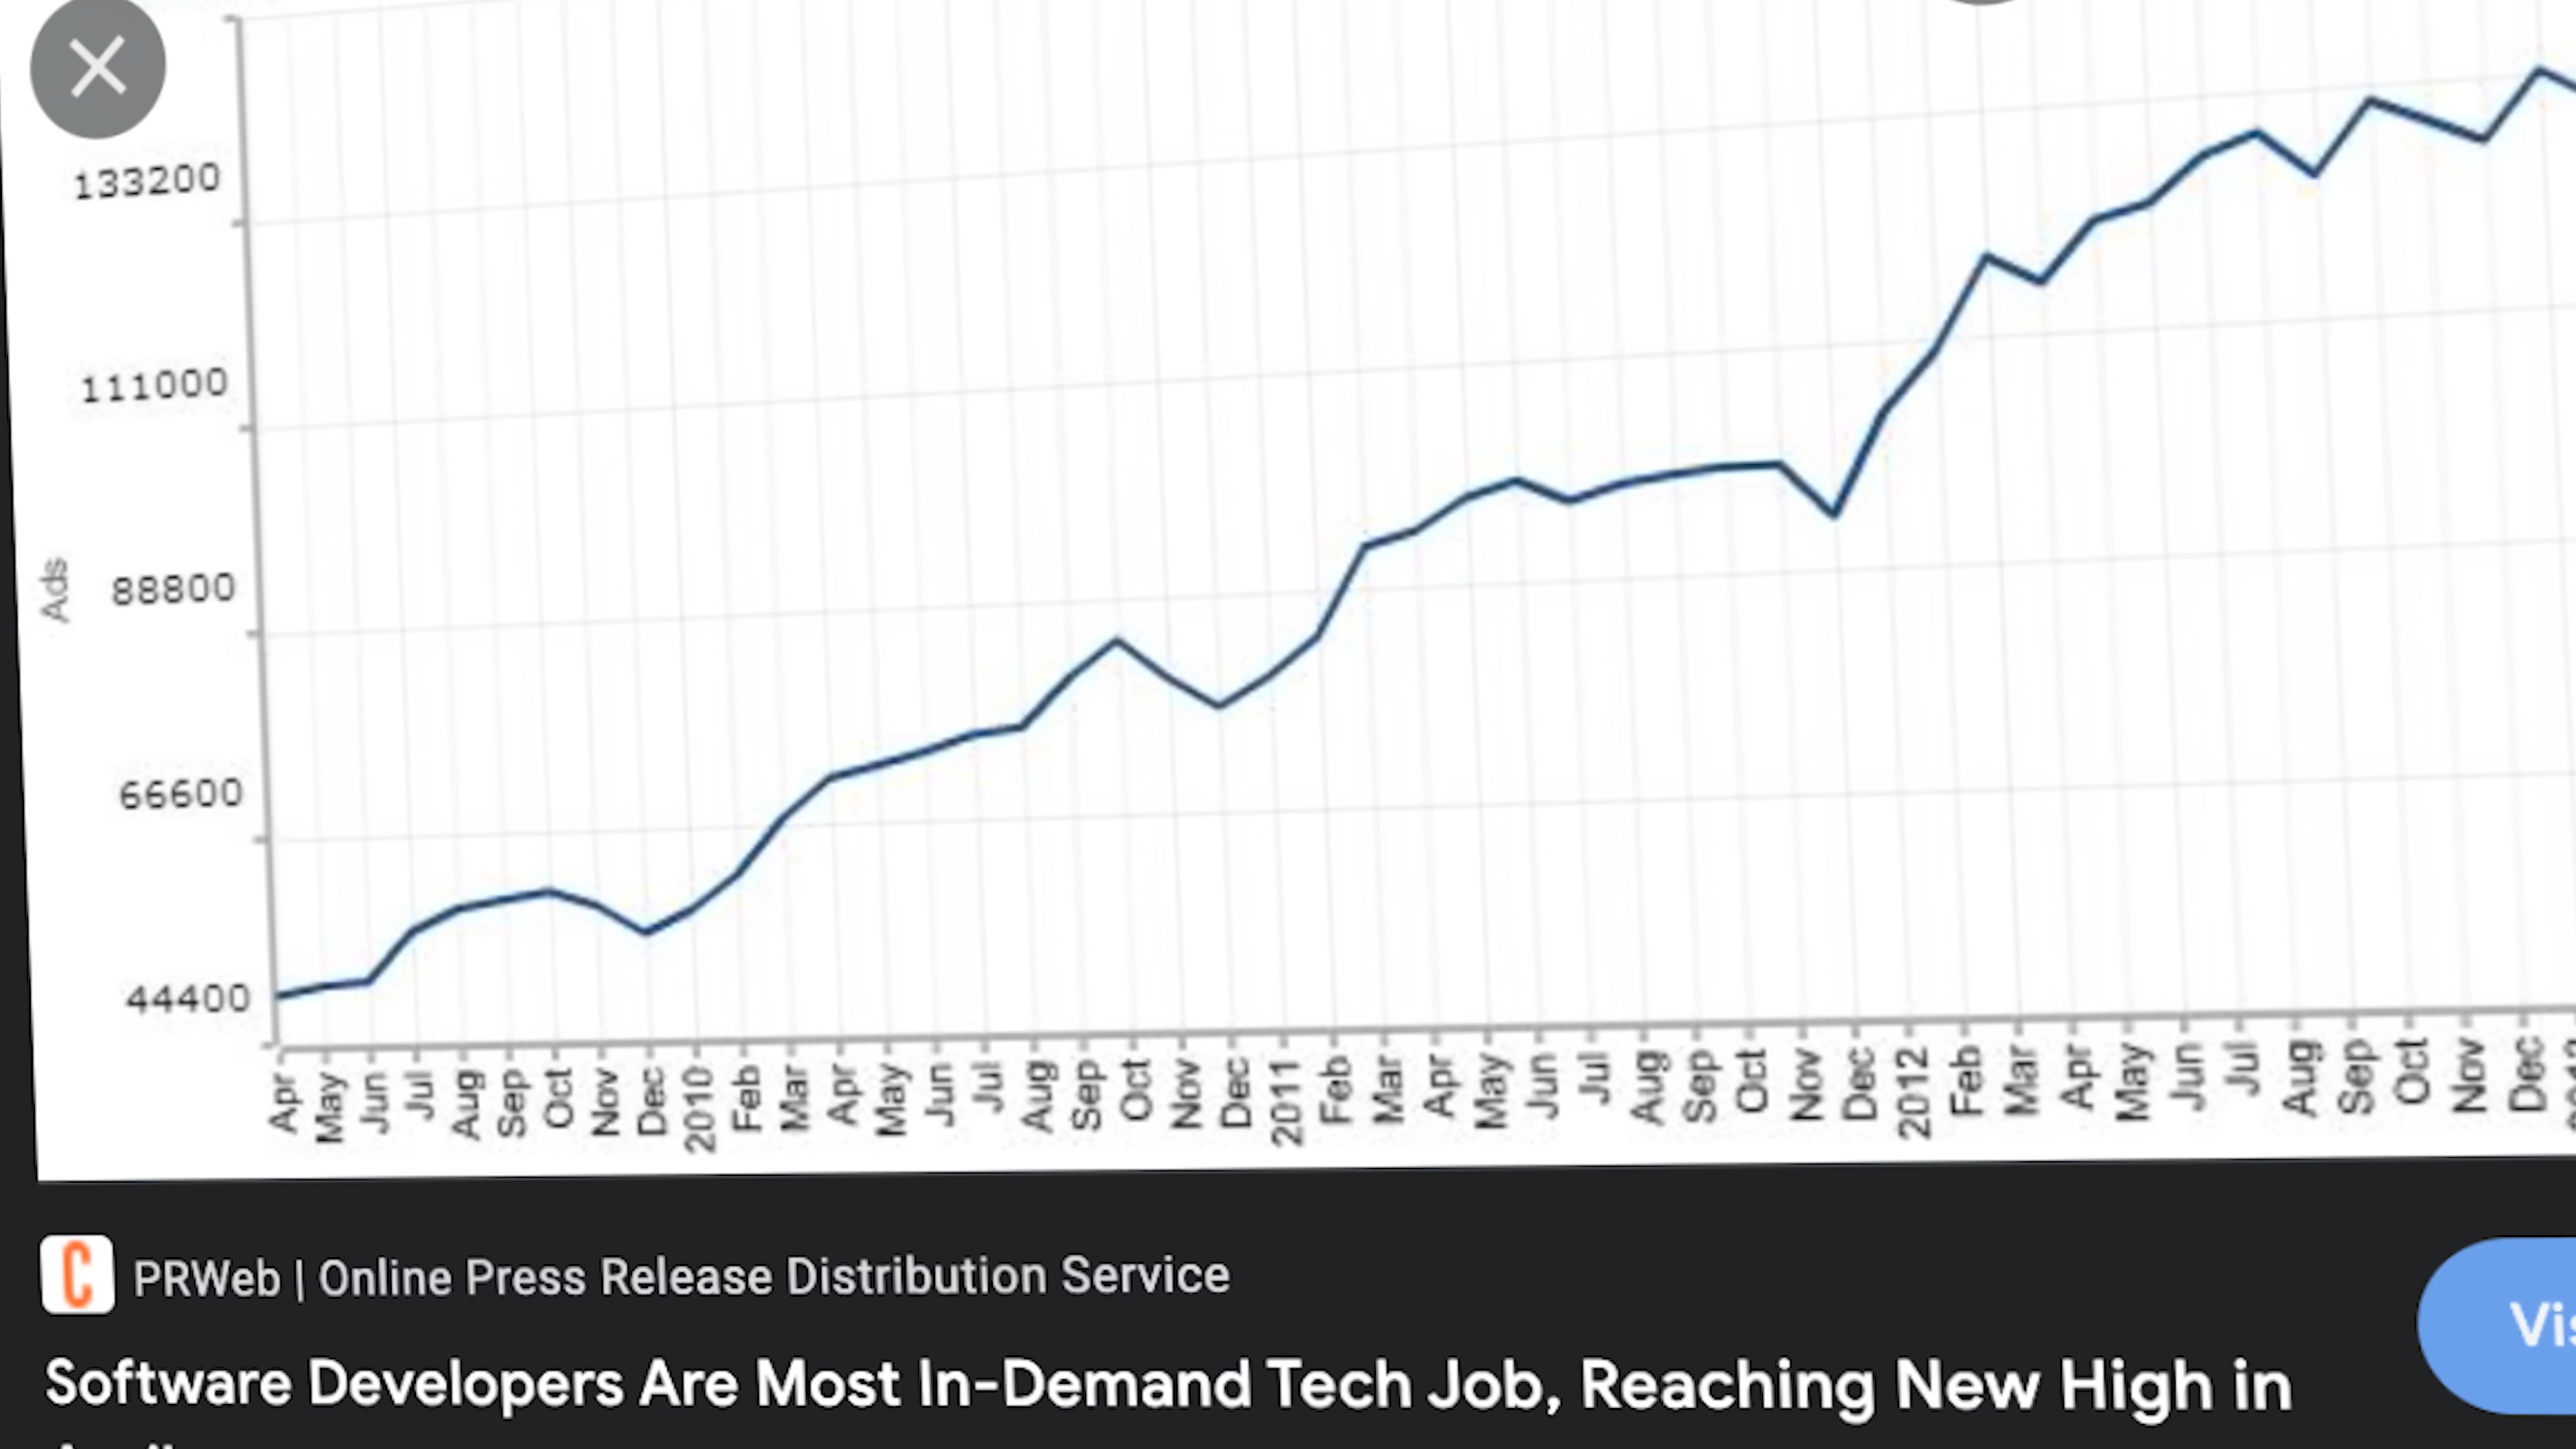 133200
111000
88800
66600
44400
Ads
Apr May Jun Jul Aug Sep Oct Nov Dec 2010 Feb Mar Apr May Jun Jul Aug Sep Oct Nov Dec 2011 Feb Mar Apr May Jun Jul Aug Sep Oct Nov Dec 2012 Feb Mar Apr May Jun Jul Aug Sep Oct Nov Dec
PRWeb | Online Press Release Distribution Service
Software Developers Are Most In-Demand Tech Job, Reaching New High in